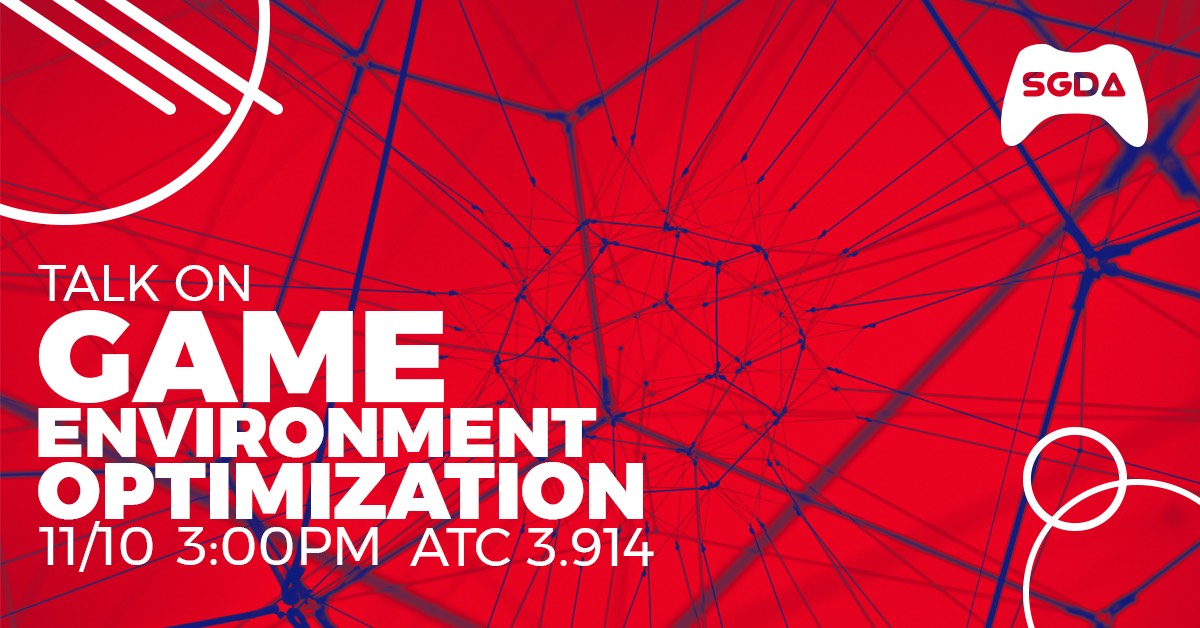 SGDA
TALK ON
GAME
ENVIRONMENT
OPTIMIZATION
11/10 3:00PM ATC 3.914